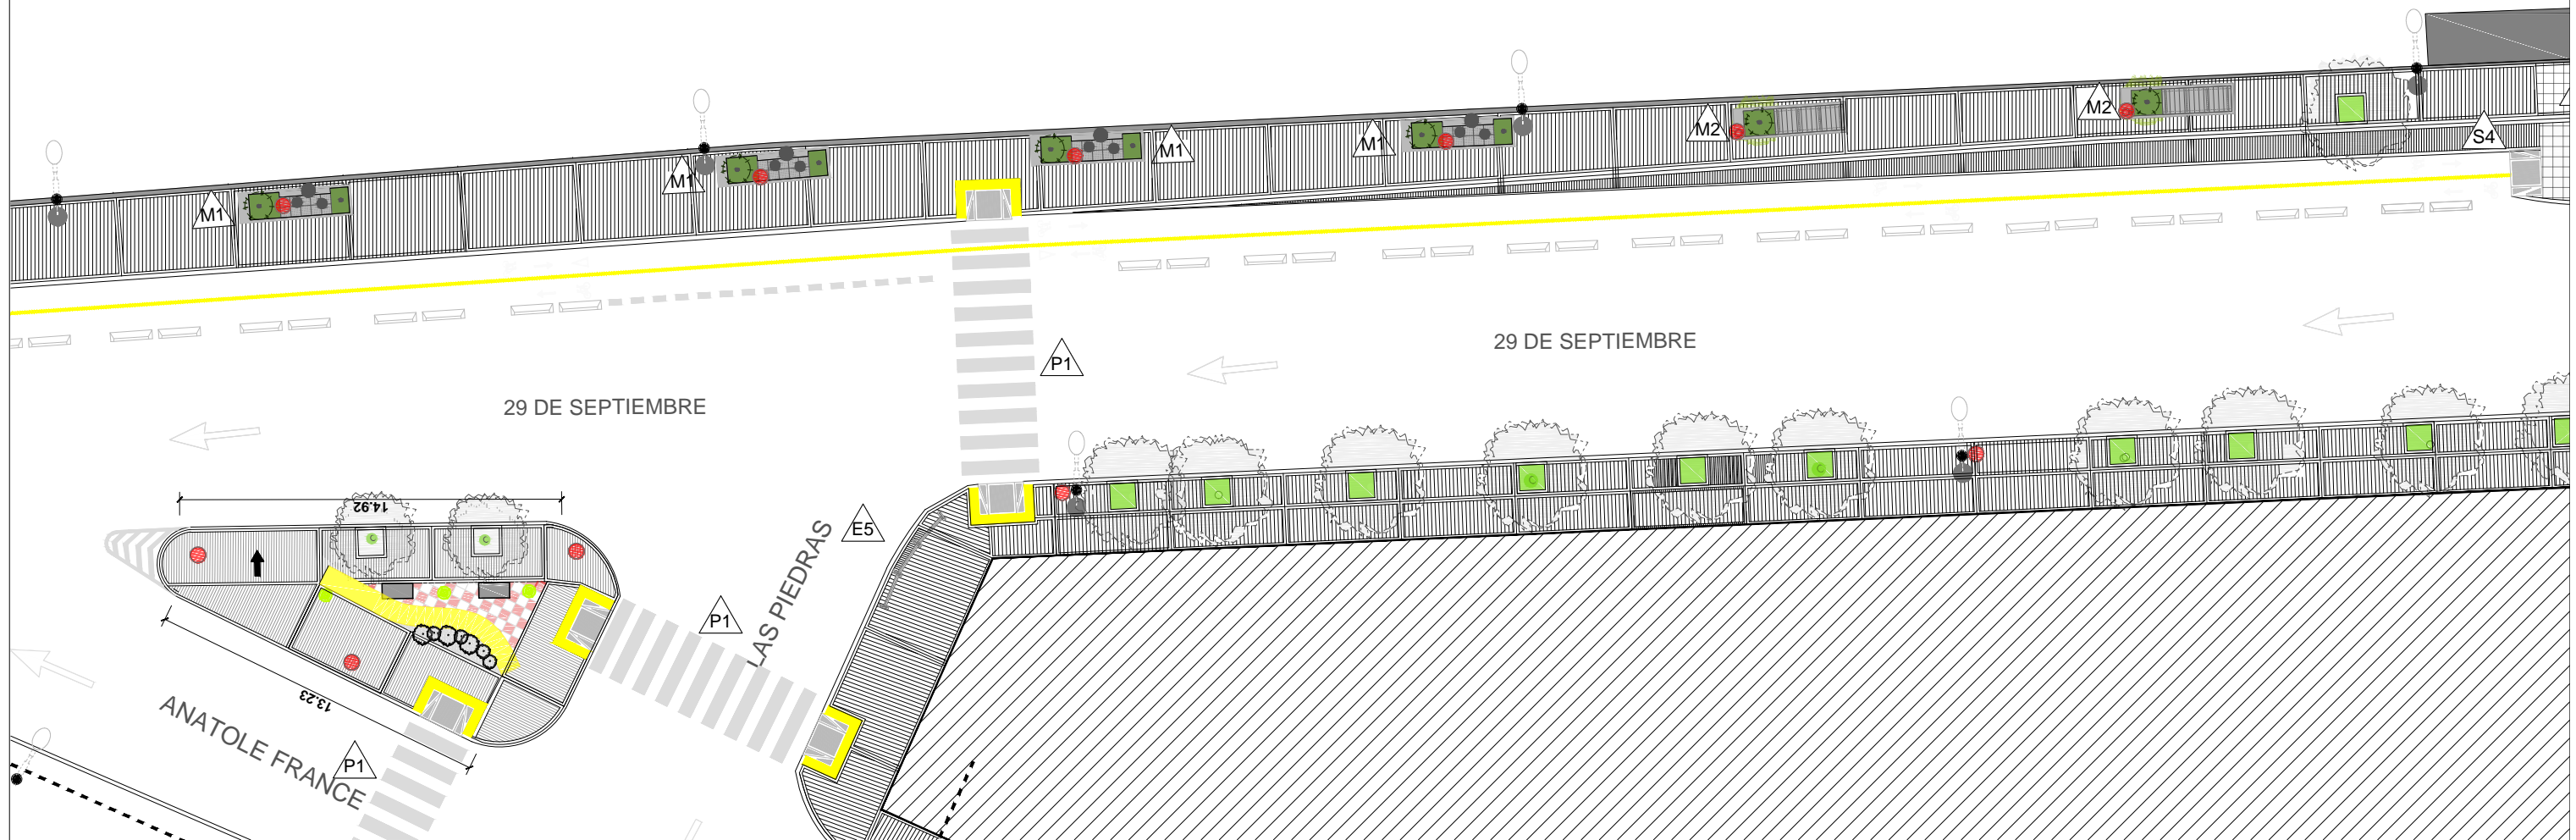 M2
M2
S4
M1
M1
M1
M1
P1
29 DE SEPTIEMBRE
29 DE SEPTIEMBRE
14.92
E5
LAS PIEDRAS
P1
13.23
ANATOLE FRANCE
P1